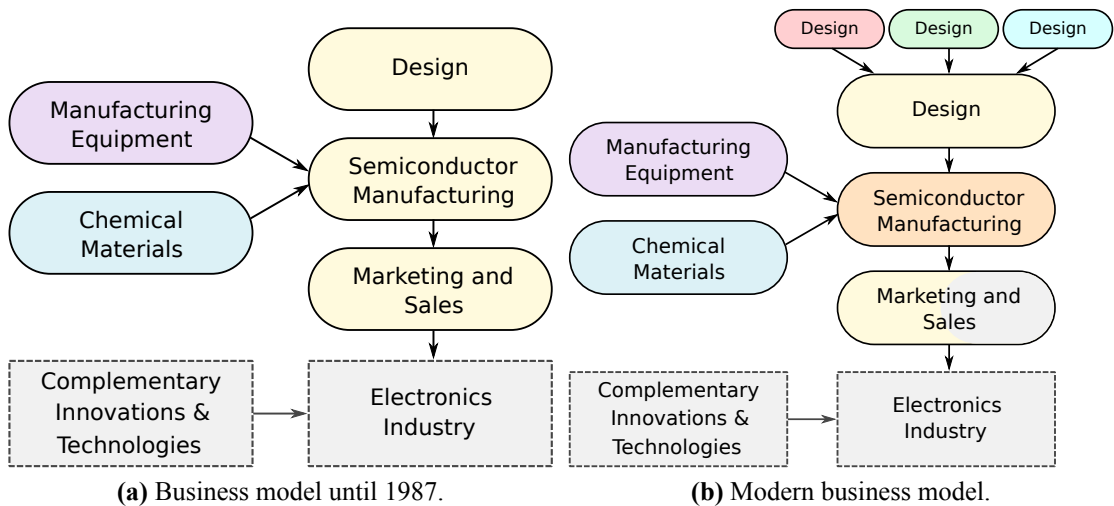 Design
Manufacturing
Equipment
Semiconductor
Manufacturing
Chemical
Materials
Marketing and
Sales
Complementary
Innovations &
Technologies
Electronics
Industry
(a) Business model until 1987.
Design
Design
Design
Design
Manufacturing
Equipment
Semiconductor
Manufacturing
Chemical
Materials
Marketing and
Sales
Complementary
Innovations &
Technologies
Electronics
Industry
(b) Modern business model.